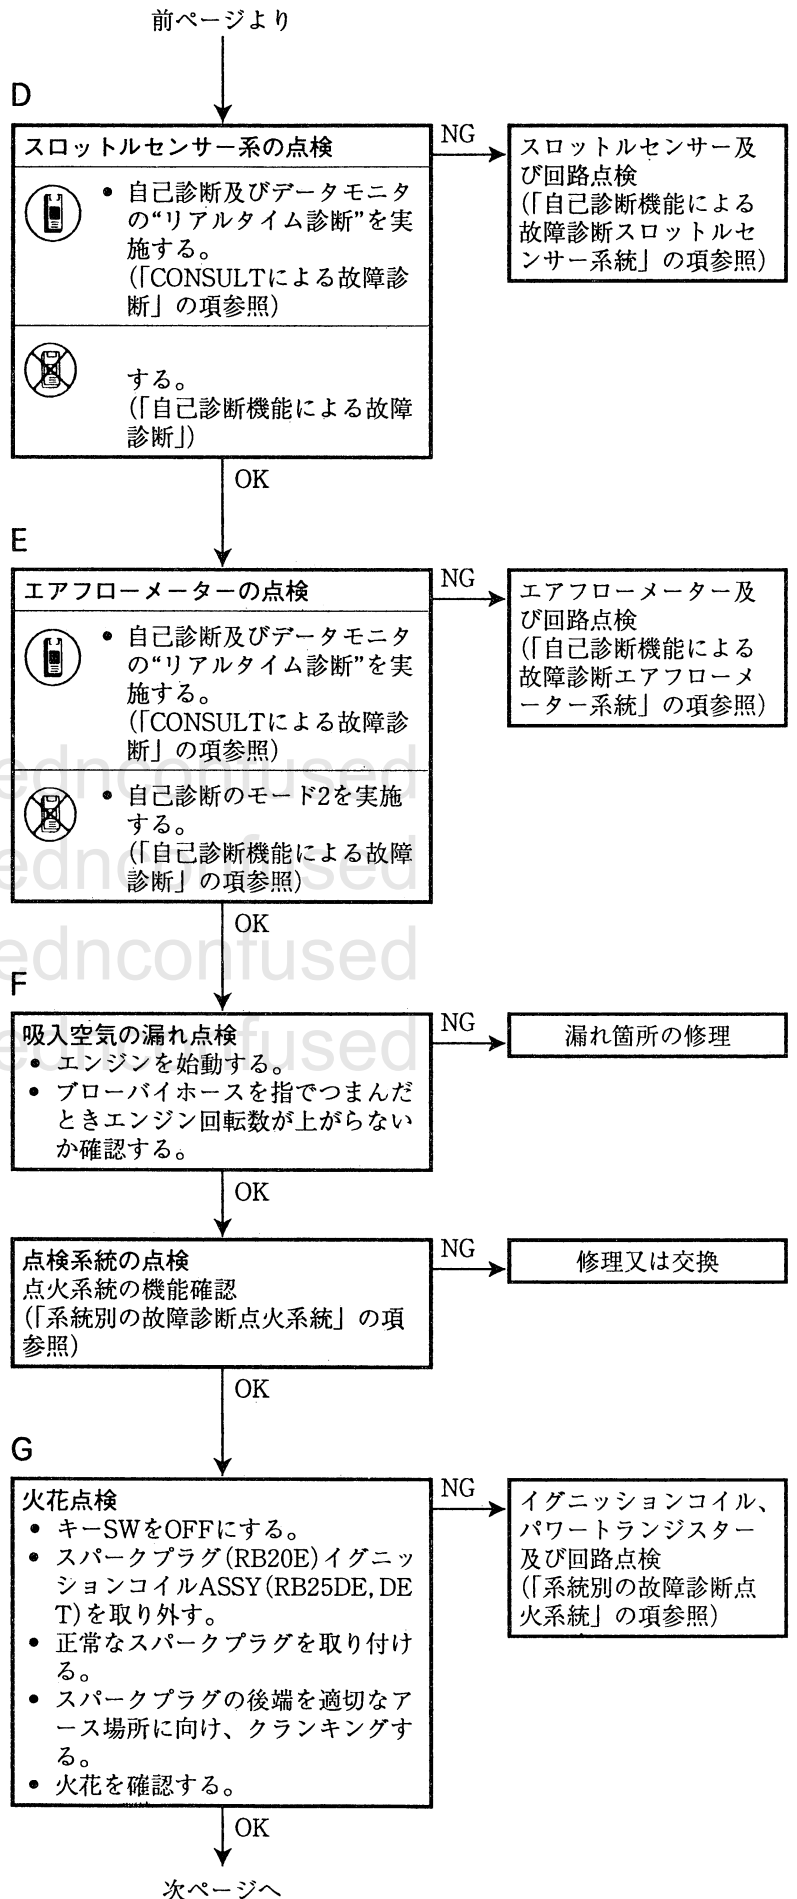 前ページより
D
スロットルセンサー系の点検
● 自己診断及びデータモニタ
の“リアルタイム診断”を実
施する。
(「CONSULTによる故障診
断」の項参照)
する。
(「自己診断機能による故障
診断」)
NG
スロットルセンサー及
び回路点検
(「自己診断機能による
故障診断スロットルセ
ンサー系統」の項参照)
OK
E
エアフローメーターの点検
● 自己診断及びデータモニタ
の“リアルタイム診断”を実
施する。
(「CONSULTによる故障診
断」の項参照)
● 自己診断のモード2を実施
する。
(「自己診断機能による故障
診断」の項参照)
NG
エアフローメーター及
び回路点検
(「自己診断機能による
故障診断エアフローメ
ーター系統」の項参照)
OK
ednconfused
ednconfused
ednconfused
ednconfused
F
吸入空気の漏れ点検
● エンジンを始動する。
● ブローバイホースを指でつまんだ
ときエンジン回転数が上がらない
か確認する。
NG
漏れ箇所の修理
OK
点検系統の点検
点火系統の機能確認
(「系統別の故障診断点火系統」の項
参照)
NG
修理又は交換
OK
G
火花点検
● キーSWをOFFにする。
● スパークプラグ(RB20E)イグニッ
ションコイルASSY(RB25DE, DE
T)を取り外す。
● 正常なスパークプラグを取り付け
る。
● スパークプラグの後端を適切なア
ース場所に向け、クランキングす
る。
● 火花を確認する。
NG
イグニッションコイル、
パワートランジスター
及び回路点検
(「系統別の故障診断点
火系統」の項参照)
OK
次ページへ